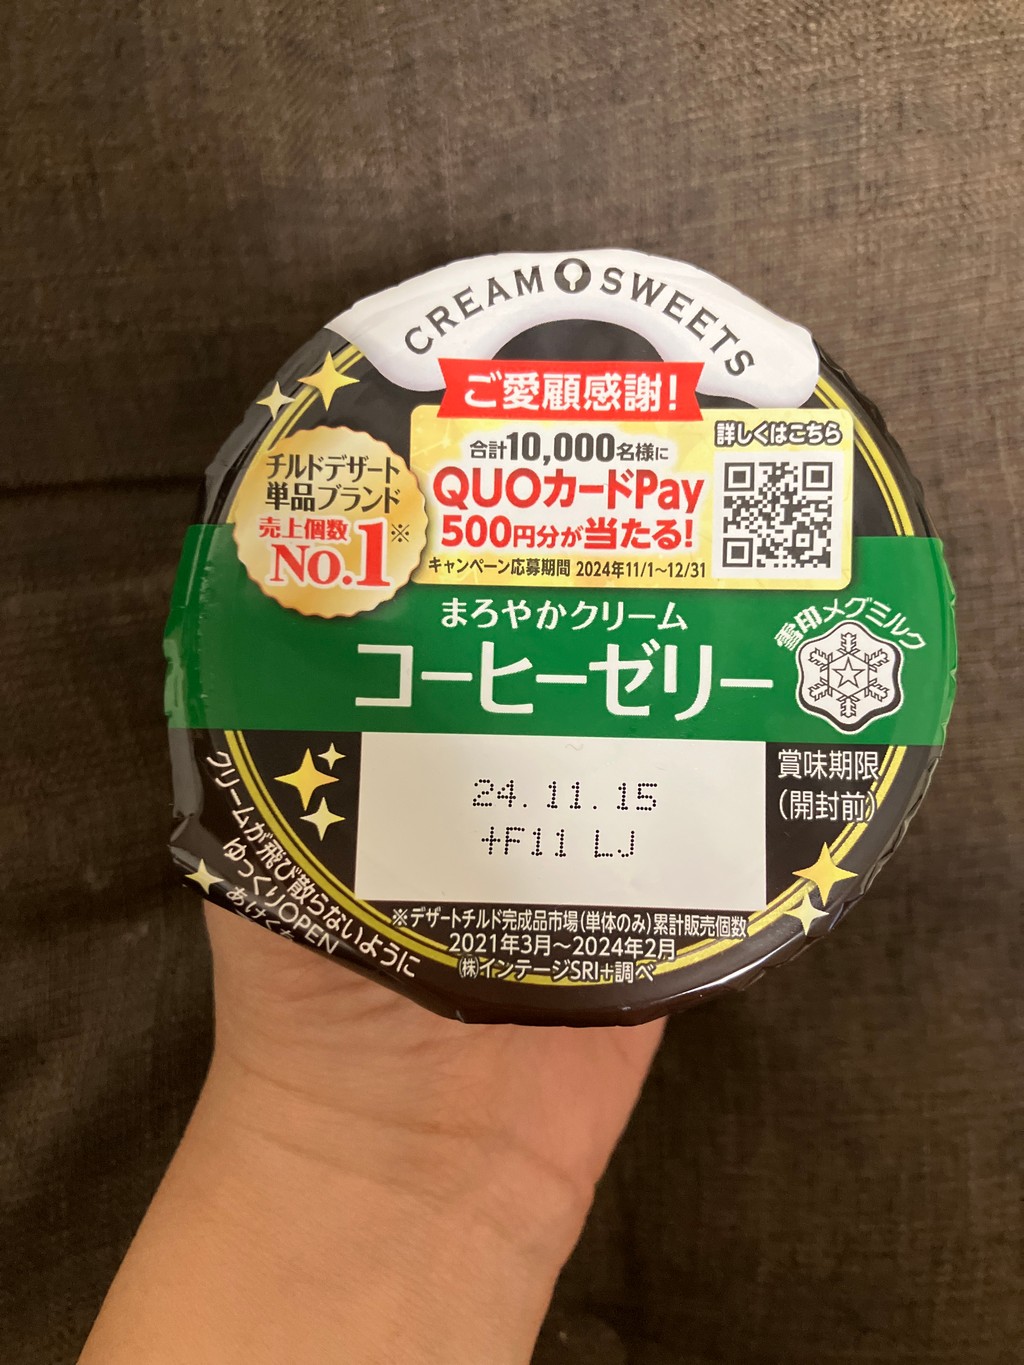 CREAM SWEETS
ご愛顧感謝!
合計10,000名様に
QUOカードPay
500円分が当たる!
キャンペーン応募期間 2024年11/1~12/31
詳しくはこちら
チルドデザート
単品ブランド
売上個数※
No.1
まろやかクリーム
コーヒーゼリー
雪印メグミルク
24.11.15
+F11 LJ
賞味期限
(開封前)
クリームが飛び散らないように
ゆっくりOPEN
あけくち
※デザートチルド完成品市場(単体のみ)累計販売個数
2021年3月~2024年2月
㈱インテージSRI+調べ